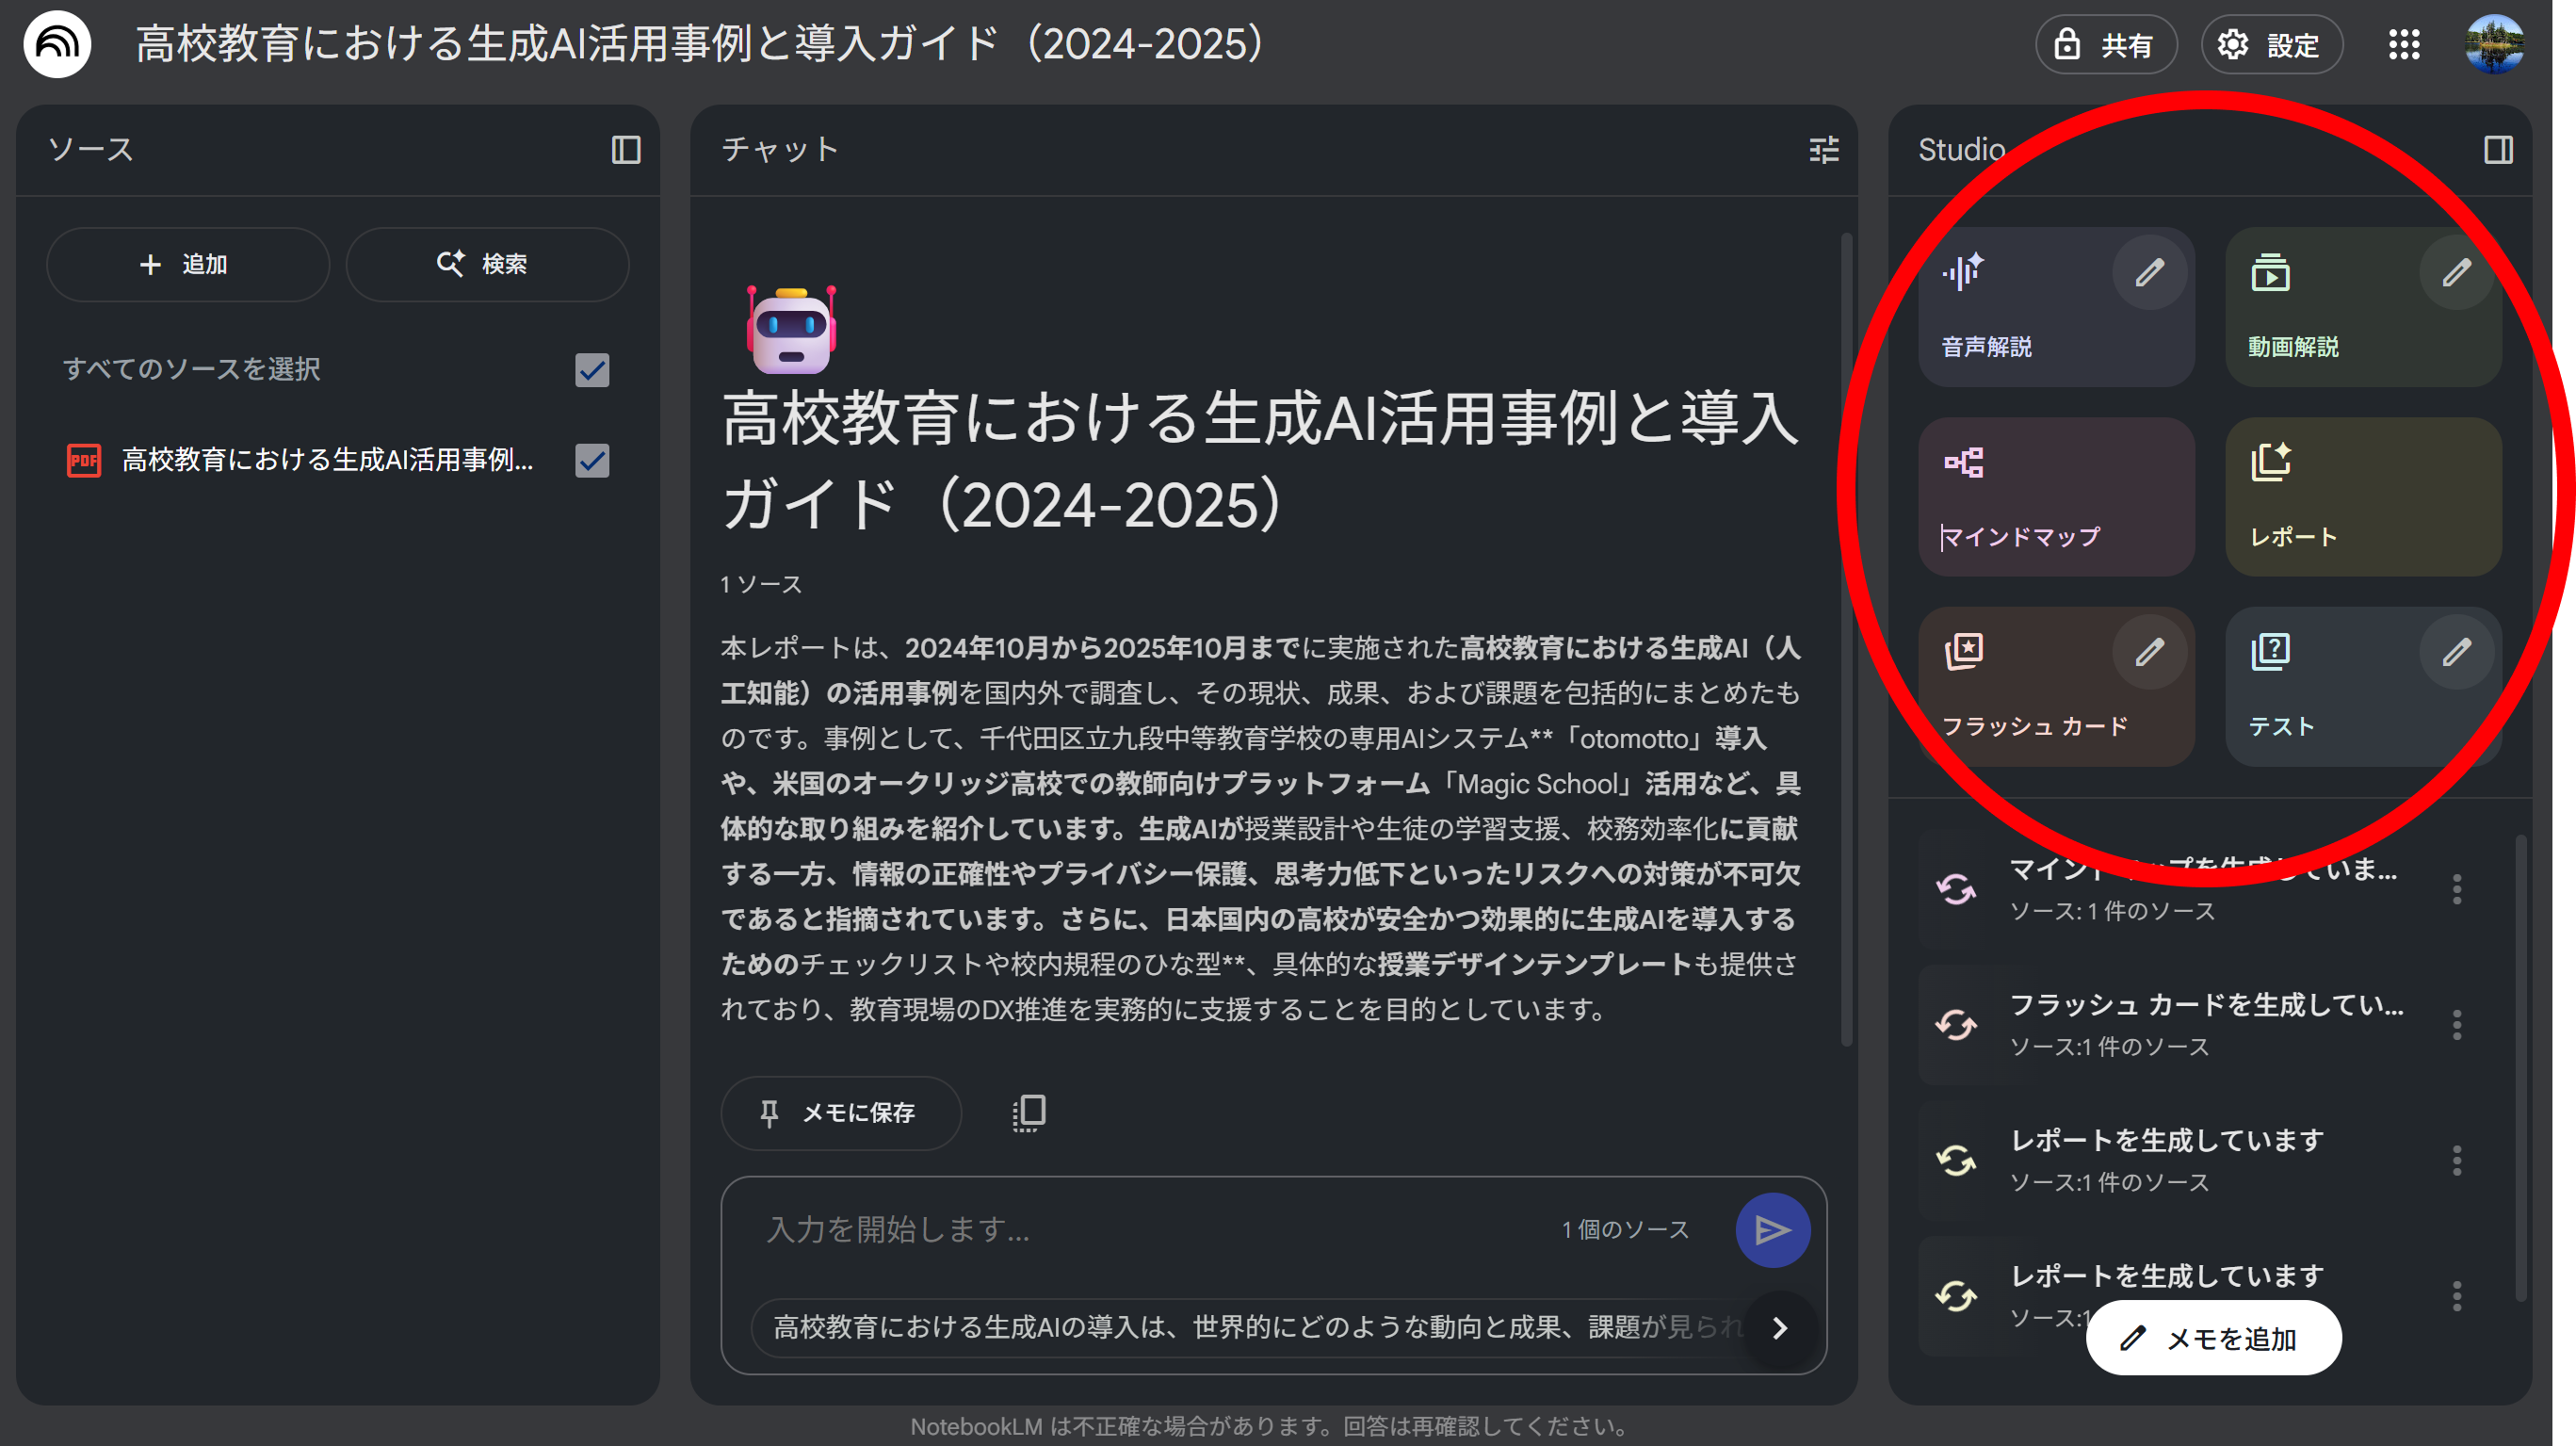 高校教育における生成AI活用事例と導入ガイド（2024-2025）
共有
設定
ソース
追加
検索
すべてのソースを選択
PDF
高校教育における生成AI活用事例...
チャット
高校教育における生成AI活用事例と導入
ガイド（2024-2025）
1 ソース
本レポートは、2024年10月から2025年10月までに実施された高校教育における生成AI（人
工知能）の活用事例を国内外で調査し、その現状、成果、および課題を包括的にまとめたも
のです。事例として、千代田区立九段中等教育学校の専用AIシステム**「otomotto」導入
や、米国のオークリッジ高校での教師向けプラットフォーム「Magic School」活用など、具
体的な取り組みを紹介しています。生成AIが授業設計や生徒の学習支援、校務効率化に貢献
する一方、情報の正確性やプライバシー保護、思考力低下といったリスクへの対策が不可欠
であると指摘されています。さらに、日本国内の高校が安全かつ効果的に生成AIを導入する
ためのチェックリストや校内規程のひな型**、具体的な授業デザインテンプレートも提供さ
れており、教育現場のDX推進を実務的に支援することを目的としています。
メモに保存
入力を開始します...
1 個のソース
高校教育における生成AIの導入は、世界的にどのような動向と成果、課題が見られ
Studio
音声解説
動画解説
マインドマップ
レポート
フラッシュ カード
テスト
マインドマップを生成していま...
ソース: 1 件のソース
フラッシュ カードを生成してい...
ソース:1 件のソース
レポートを生成しています
ソース:1 件のソース
レポートを生成しています
ソース:1
メモを追加
NotebookLM は不正確な場合があります。回答は再確認してください。